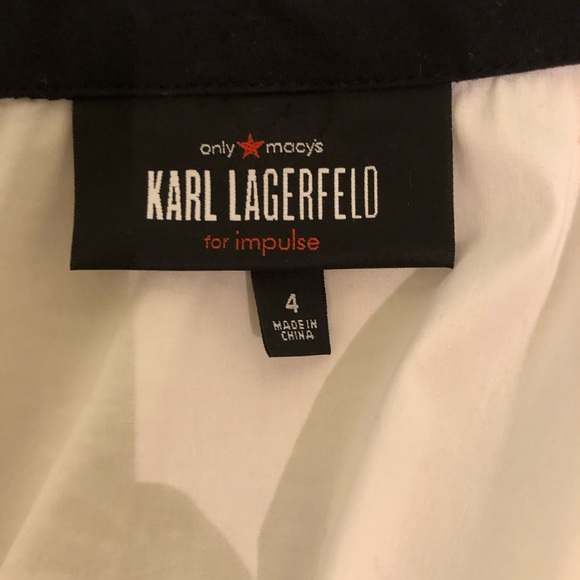 only macy's
KARL LAGERFELD
for impulse
4
MADE IN
CHINA